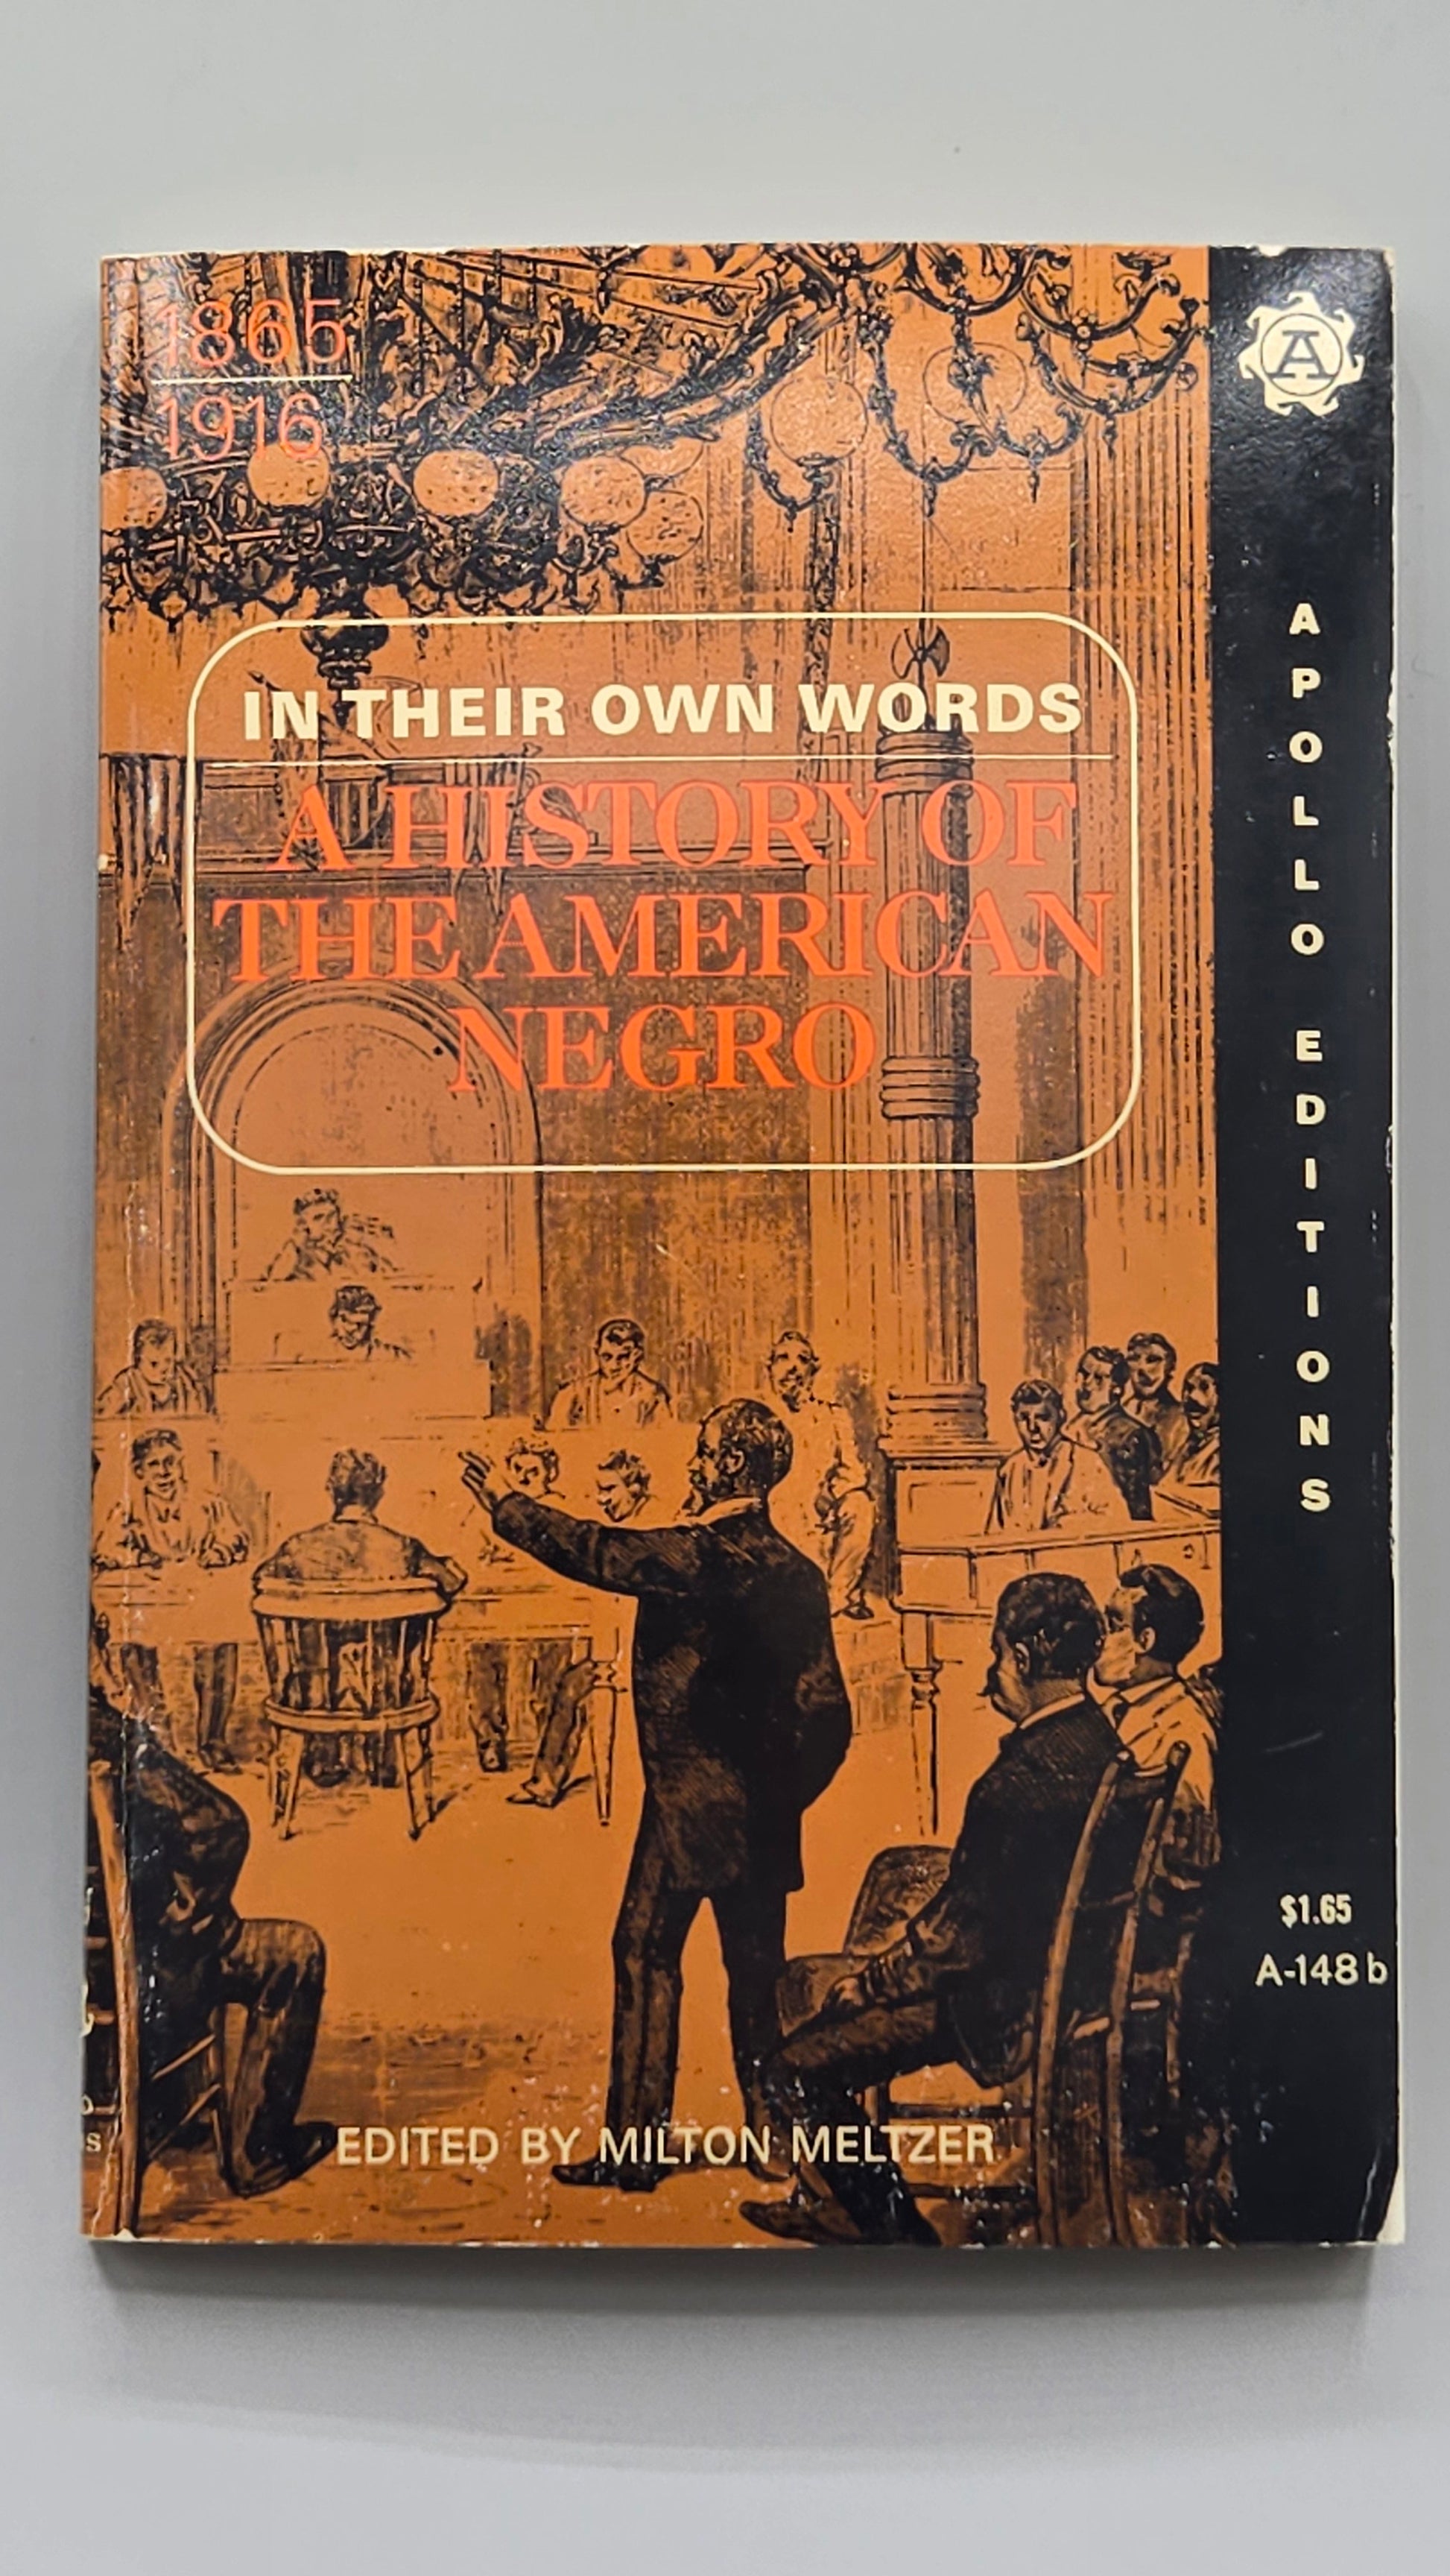 1865
1916
IN THEIR OWN WORDS
A HISTORY OF
THE AMERICAN
NEGRO
EDITED BY MILTON MELTZER
A
APOLLO EDITIONS
$1.65
A-148 b